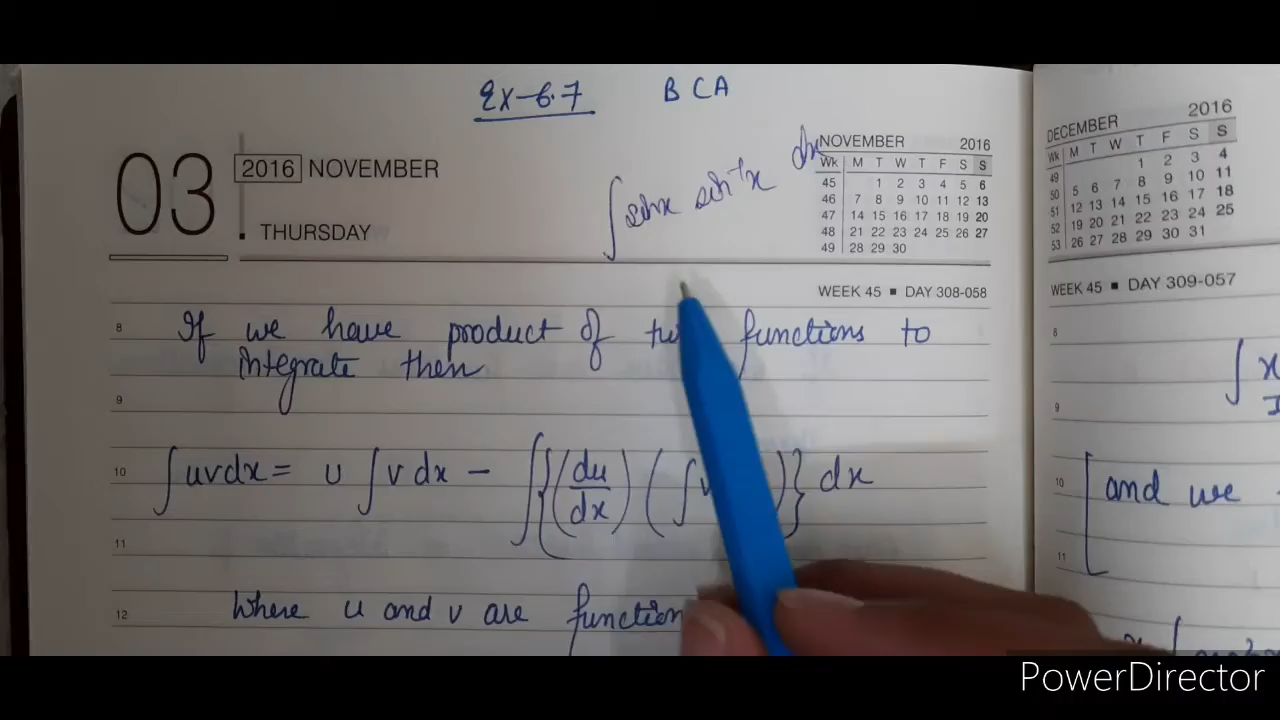 Ex-6.7 BCA
03 2016 NOVEMBER
THURSDAY
∫ sinx sin⁻¹x dx
NOVEMBER 2016
Wk M T W T F S S
45 1 2 3 4 5 6
46 7 8 9 10 11 12 13
47 14 15 16 17 18 19 20
48 21 22 23 24 25 26 27
49 28 29 30
WEEK 45 ■ DAY 308-058
8 If we have product of functions to
integrate then
9
10 ∫uvdx = u ∫v dx - ∫{(du/dx) (∫v )} dx
11
12 Where u and v are function
DECEMBER 2016
Wk M T W T F S S
49 1 2 3 4
50 5 6 7 8 9 10 11
51 12 13 14 15 16 17 18
52 19 20 21 22 23 24 25
53 26 27 28 29 30 31
WEEK 45 ■ DAY 309-057
8
∫ x
9 I
10 [and we
11
PowerDirector